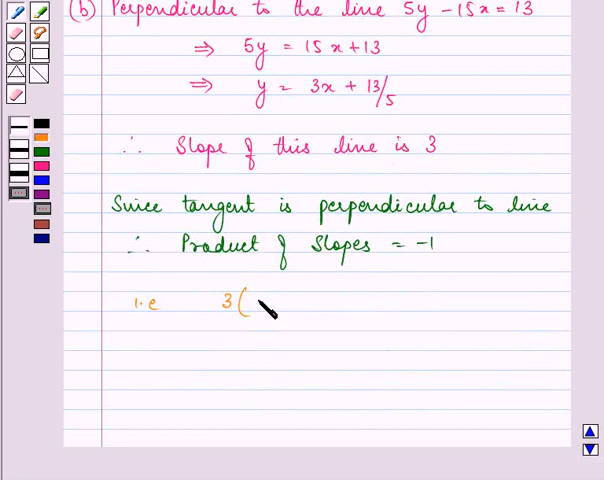 (b) Perpendicular to the line 5y - 15x = 13
⇒ 5y = 15x + 13
⇒ y = 3x + 13/5
∴ Slope of this line is 3
Since tangent is perpendicular to line
∴ Product of Slopes = -1
i.e 3(